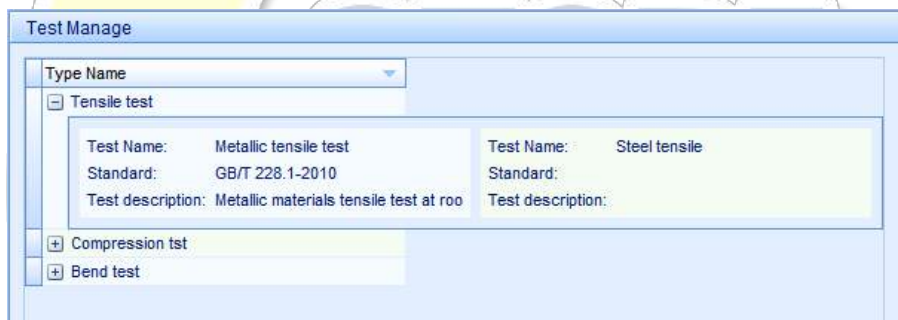 Test Manage
Type Name
Tensile test
Test Name: Metallic tensile test
Standard: GB/T 228.1-2010
Test description: Metallic materials tensile test at roo
Test Name: Steel tensile
Standard:
Test description:
Compression tst
Bend test